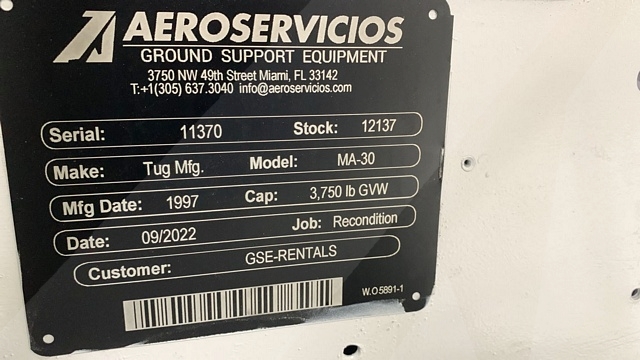 AEROSERVICIOS
GROUND SUPPORT EQUIPMENT
3750 NW 49th Street Miami, FL 33142
T:+1(305) 637.3040 info@aeroservicios.com
Serial: 11370 Stock: 12137
Make: Tug Mfg. Model: MA-30
Mfg Date: 1997 Cap: 3,750 lb GVW
Date: 09/2022 Job: Recondition
Customer: GSE-RENTALS
W.O5891-1